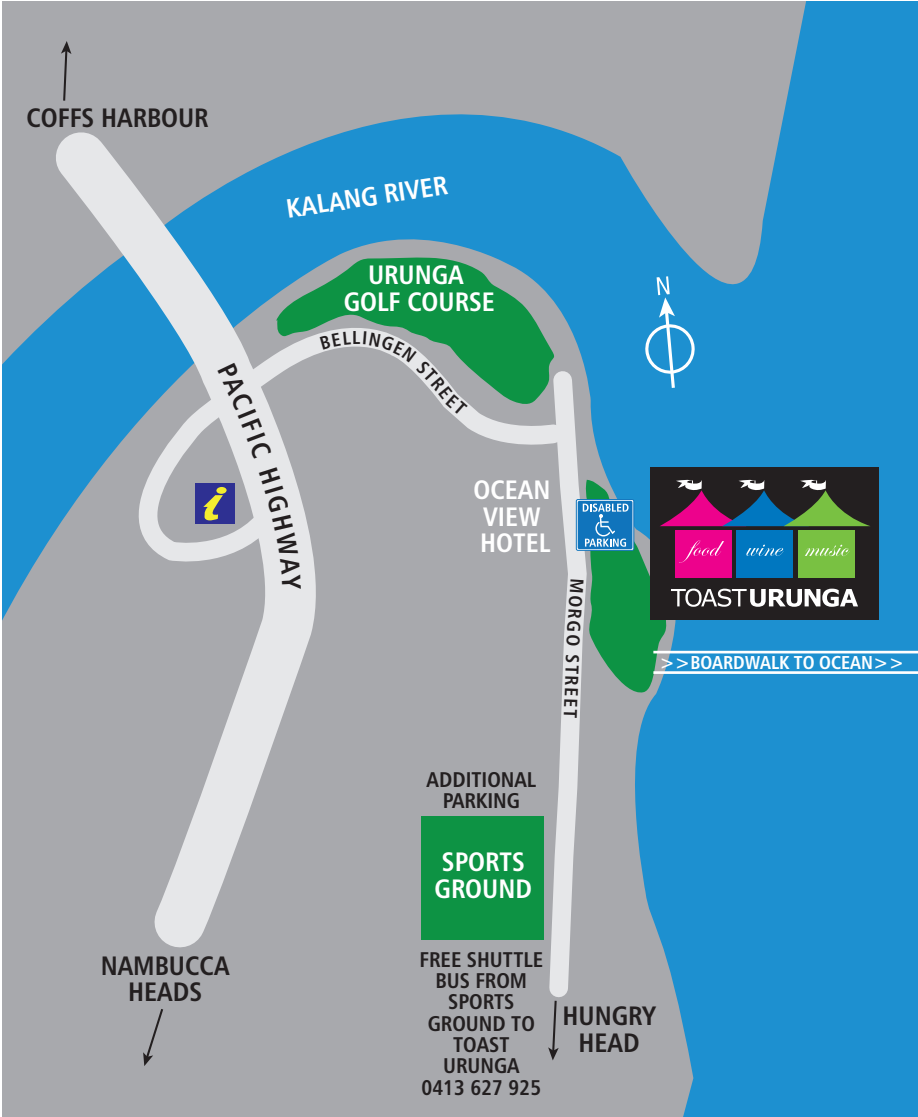 COFFS HARBOUR
KALANG RIVER
URUNGA
GOLF COURSE
N
BELLINGEN STREET
PACIFIC HIGHWAY
i
OCEAN
VIEW
HOTEL
DISABLED
PARKING
food wine music
TOASTURUNGA
MORGO STREET
>>BOARDWALK TO OCEAN>>
ADDITIONAL
PARKING
SPORTS
GROUND
NAMBUCCA
HEADS
FREE SHUTTLE
BUS FROM
SPORTS
GROUND TO
TOAST
URUNGA
0413 627 925
HUNGRY
HEAD